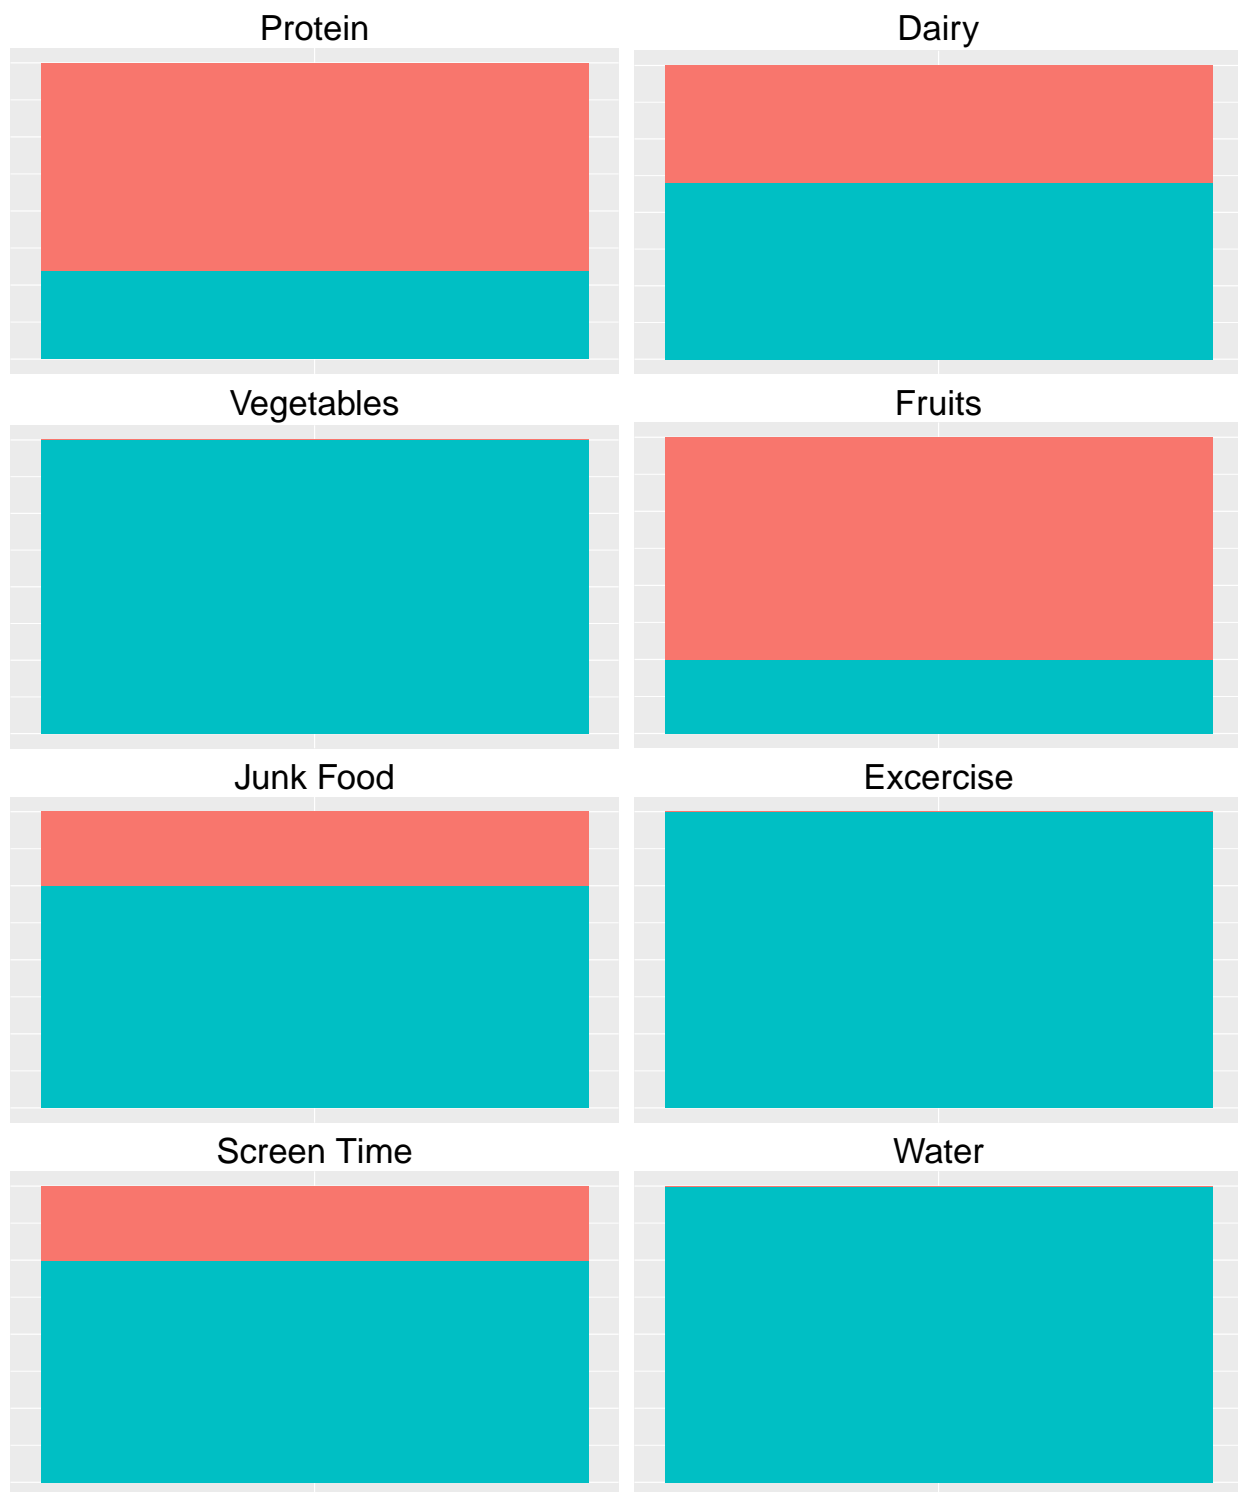 Protein
Dairy
Vegetables
Fruits
Junk Food
Excercise
Screen Time
Water